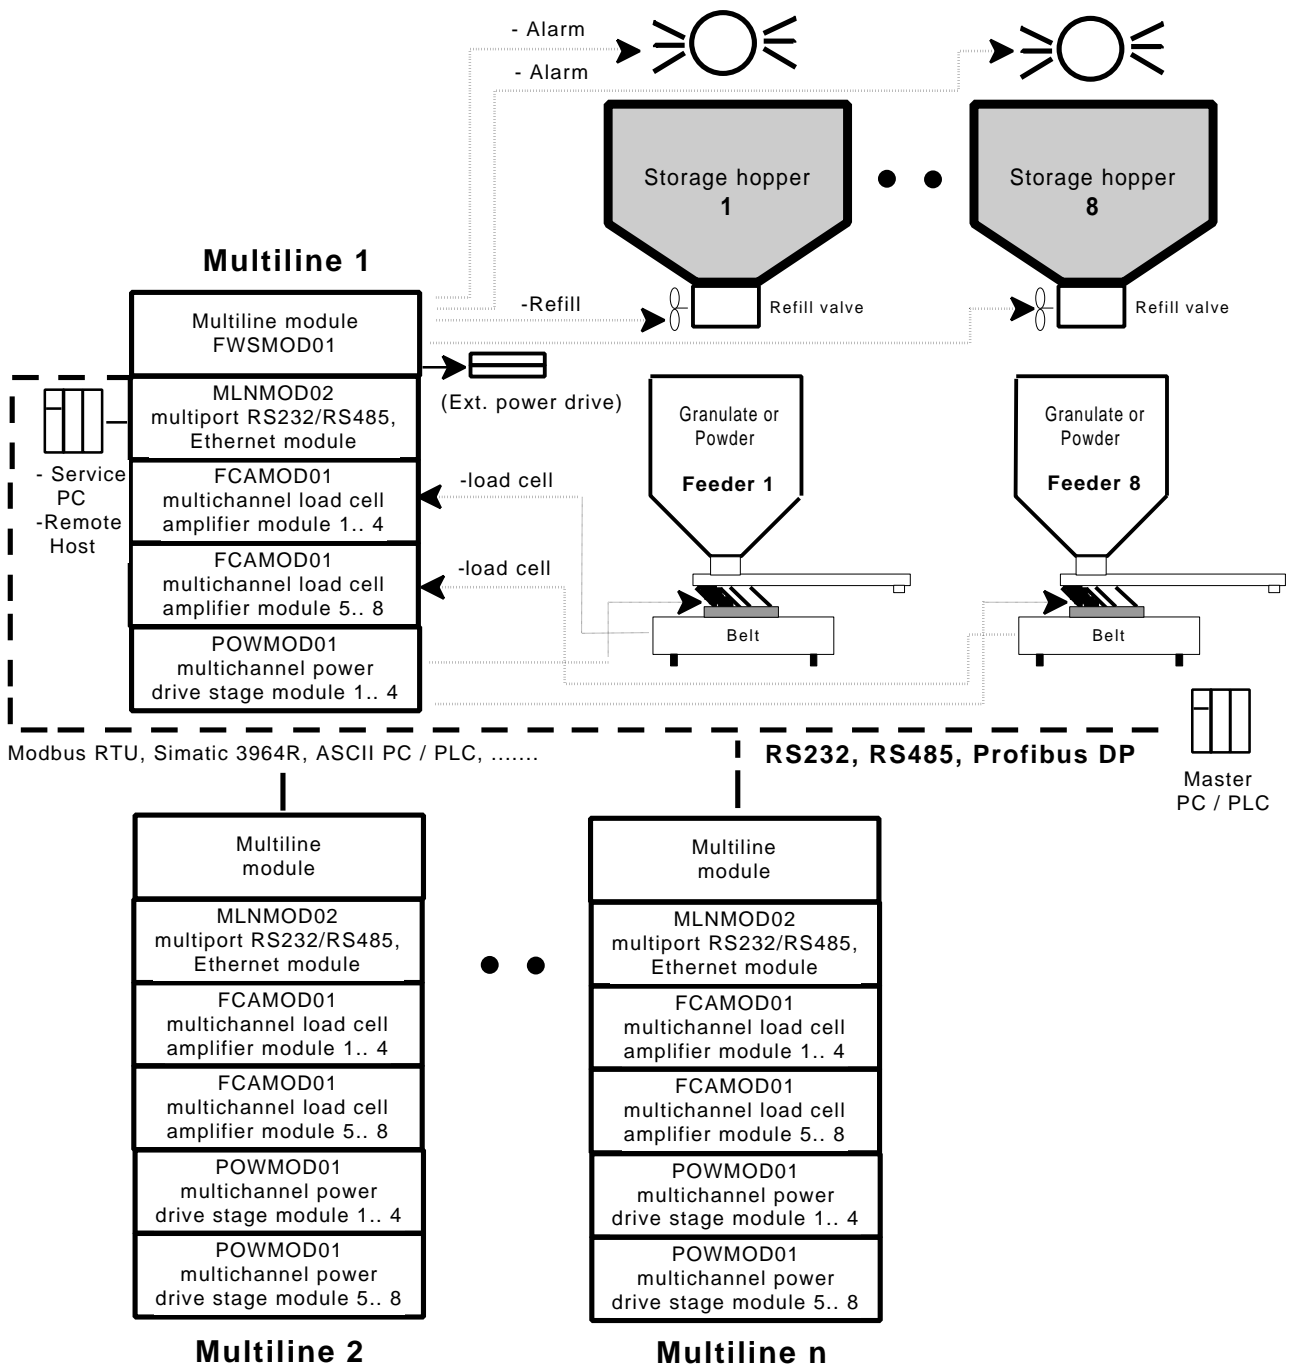 - Alarm
- Alarm
Storage hopper
1
Storage hopper
8
Multiline 1
-Refill
Refill valve
Refill valve
Multiline module
FWSMOD01
(Ext. power drive)
MLNMOD02
multiport RS232/RS485,
Ethernet module
- Service
PC
-Remote
Host
FCAMOD01
multichannel load cell
amplifier module 1.. 4
-load cell
FCAMOD01
multichannel load cell
amplifier module 5.. 8
-load cell
POWMOD01
multichannel power
drive stage module 1.. 4
Granulate or
Powder
Feeder 1
Granulate or
Powder
Feeder 8
Belt
Belt
Modbus RTU, Simatic 3964R, ASCII PC / PLC, .......
RS232, RS485, Profibus DP
Master
PC / PLC
Multiline
module
MLNMOD02
multiport RS232/RS485,
Ethernet module
FCAMOD01
multichannel load cell
amplifier module 1.. 4
FCAMOD01
multichannel load cell
amplifier module 5.. 8
POWMOD01
multichannel power
drive stage module 1.. 4
POWMOD01
multichannel power
drive stage module 5.. 8
Multiline 2
Multiline
module
MLNMOD02
multiport RS232/RS485,
Ethernet module
FCAMOD01
multichannel load cell
amplifier module 1.. 4
FCAMOD01
multichannel load cell
amplifier module 5.. 8
POWMOD01
multichannel power
drive stage module 1.. 4
POWMOD01
multichannel power
drive stage module 5.. 8
Multiline n